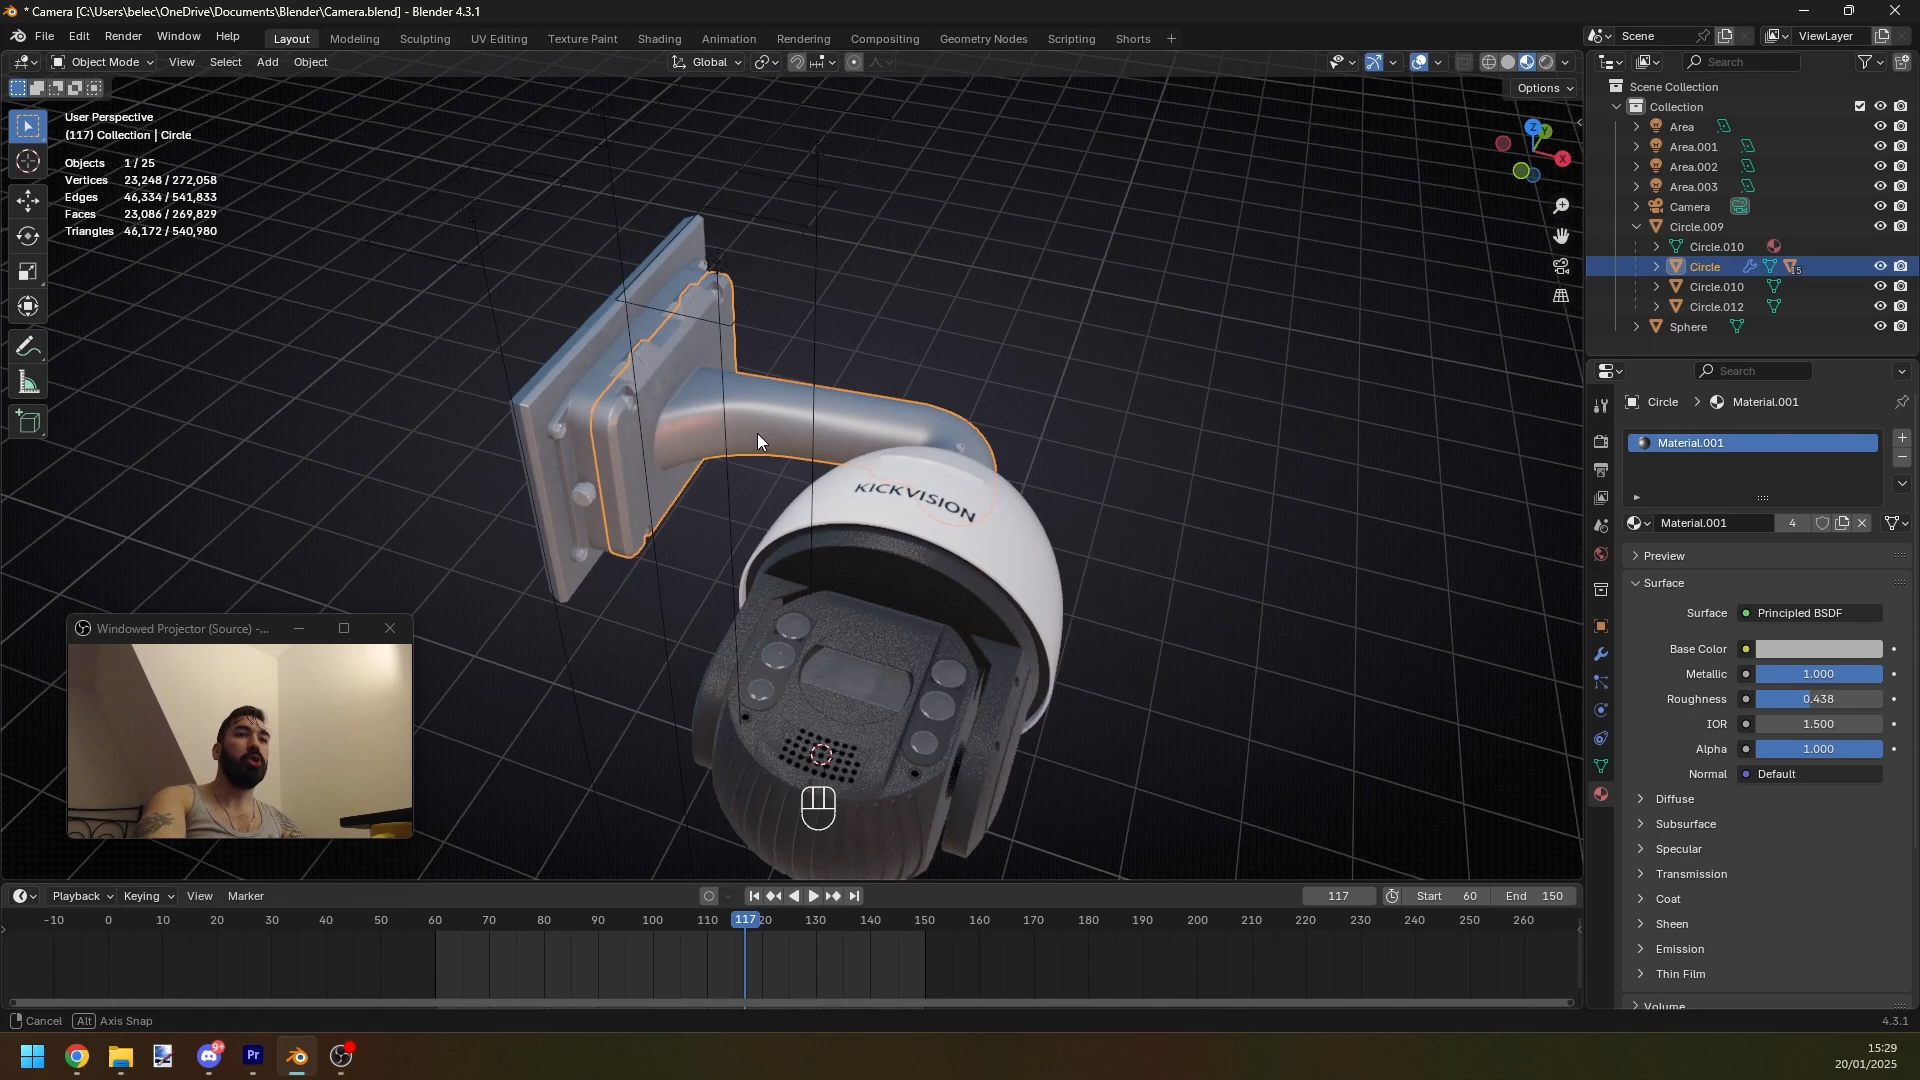 * Camera [C:\Users\belec\OneDrive\Documents\Blender\Camera.blend] - Blender 4.3.1
File Edit Render Window Help Layout Modeling Sculpting UV Editing Texture Paint Shading Animation Rendering Compositing Geometry Nodes Scripting Shorts + Scene ViewLayer
Object Mode View Select Add Object Global Search
Options
User Perspective
(117) Collection | Circle
Objects 1 / 25
Vertices 23,248 / 272,058
Edges 46,334 / 541,833
Faces 23,086 / 269,829
Triangles 46,172 / 540,980
Z Y X
Scene Collection
Collection
Area
Area.001
Area.002
Area.003
Camera
Circle.009
Circle.010
Circle 15
Circle.010
Circle.012
Sphere
KICKVISION
Windowed Projector (Source) -...
Search
Circle > Material.001
Material.001
Material.001 4
Preview
Surface
Surface Principled BSDF
Base Color
Metallic 1.000
Roughness 0.438
IOR 1.500
Alpha 1.000
Normal Default
Diffuse
Subsurface
Specular
Transmission
Coat
Sheen
Emission
Thin Film
Volume
Playback Keying View Marker 117 Start 60 End 150
-10 0 10 20 30 40 50 60 70 80 90 100 110 117 20 130 140 150 160 170 180 190 200 210 220 230 240 250 260
Cancel Alt Axis Snap 4.3.1
9+ Pr
15:29
20/01/2025